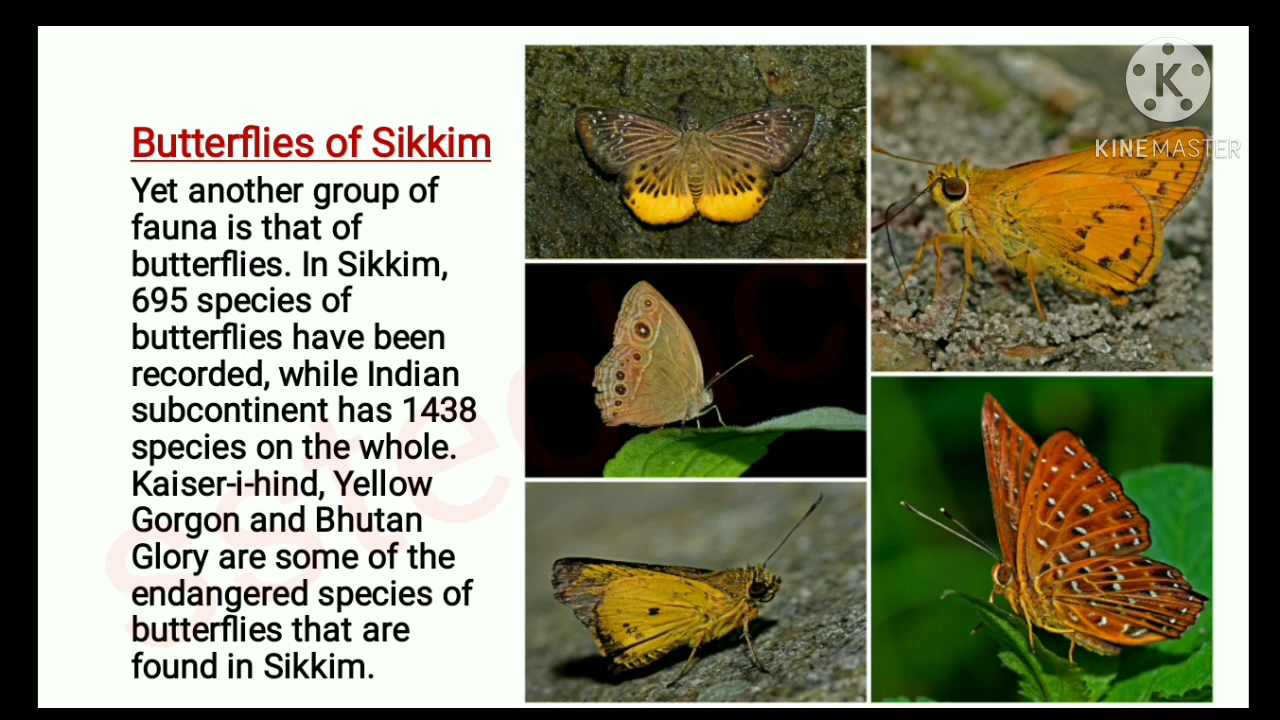 Butterflies of Sikkim
Yet another group of
fauna is that of
butterflies. In Sikkim,
695 species of
butterflies have been
recorded, while Indian
subcontinent has 1438
species on the whole.
Kaiser-i-hind, Yellow
Gorgon and Bhutan
Glory are some of the
endangered species of
butterflies that are
found in Sikkim.
K
KINEMASTER